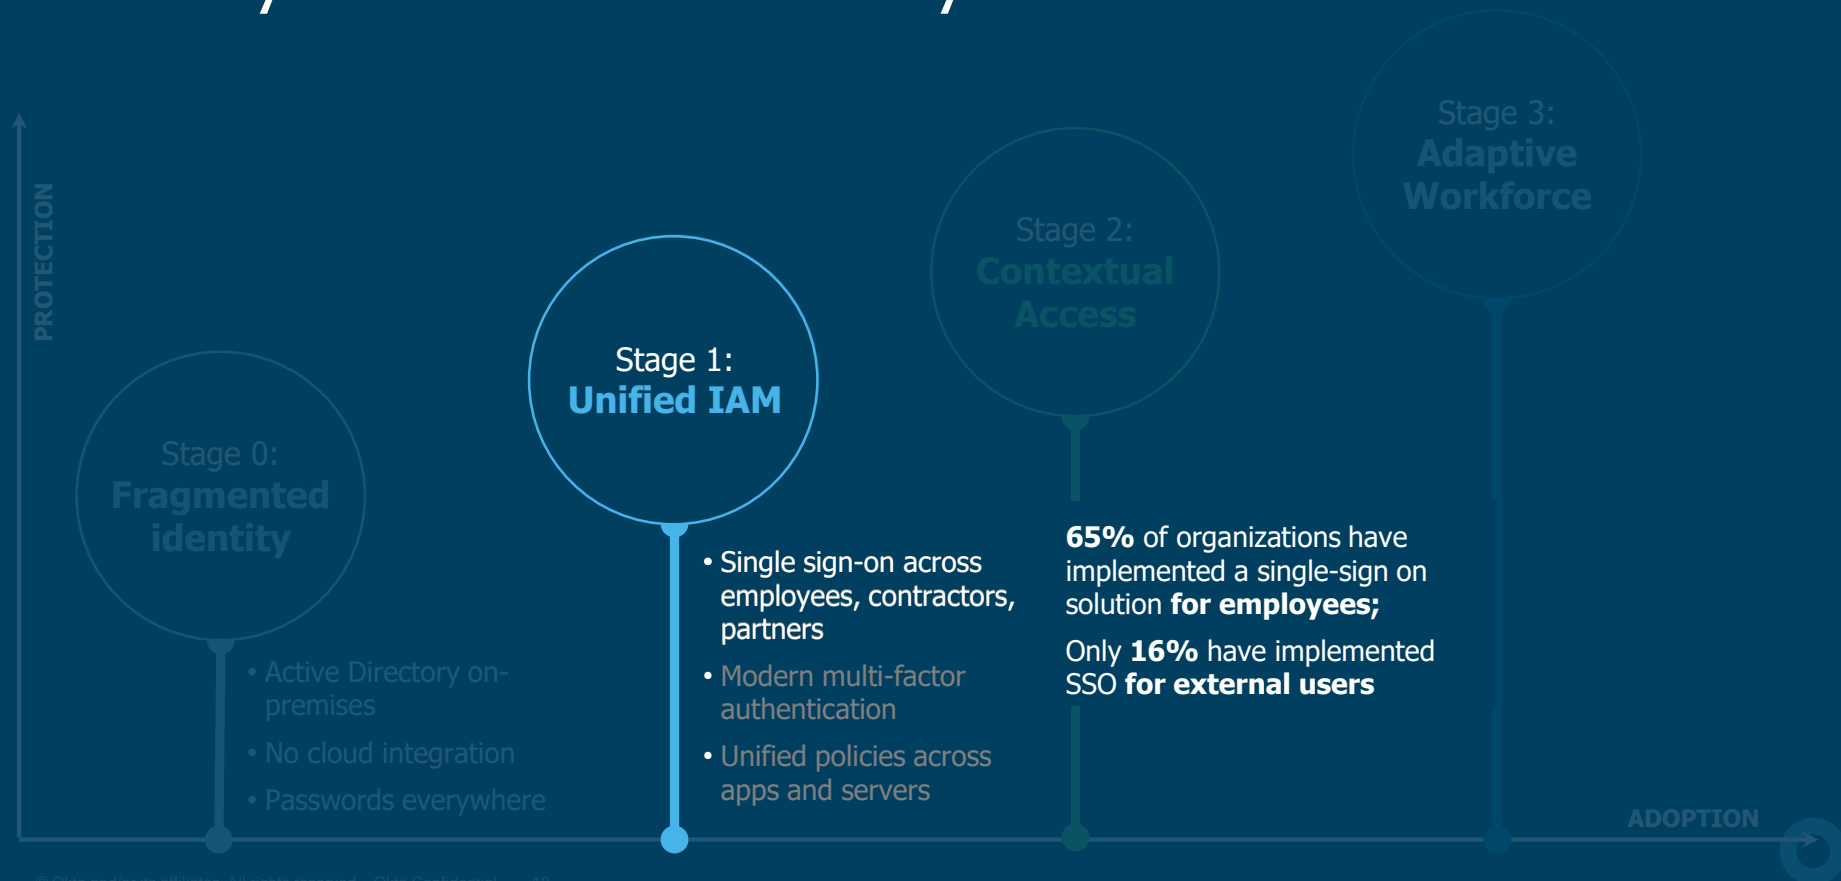 PROTECTION
Stage 0:
Fragmented
identity
• Active Directory on-
premises
• No cloud integration
• Passwords everywhere
Stage 1:
Unified IAM
• Single sign-on across
employees, contractors,
partners
• Modern multi-factor
authentication
• Unified policies across
apps and servers
Stage 2:
Contextual
Access
65% of organizations have
implemented a single-sign on
solution for employees;
Only 16% have implemented
SSO for external users
Stage 3:
Adaptive
Workforce
ADOPTION